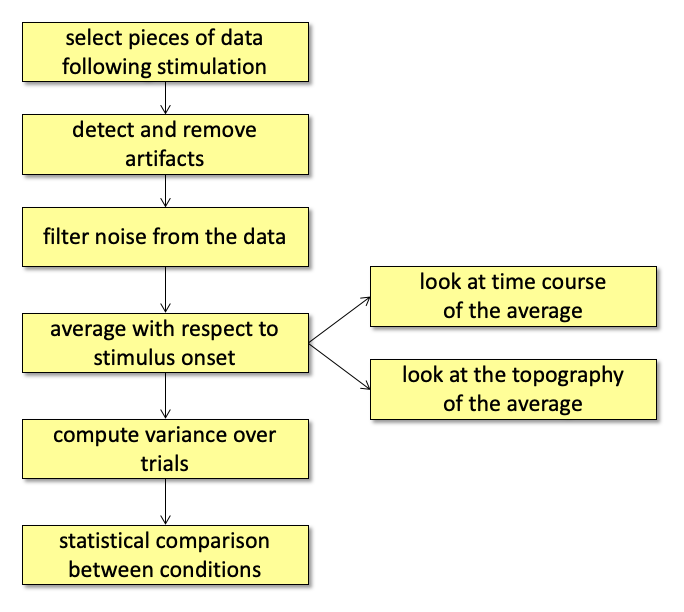 select pieces of data
following stimulation
detect and remove
artifacts
filter noise from the data
average with respect to
stimulus onset
look at time course
of the average
look at the topography
of the average
compute variance over
trials
statistical comparison
between conditions